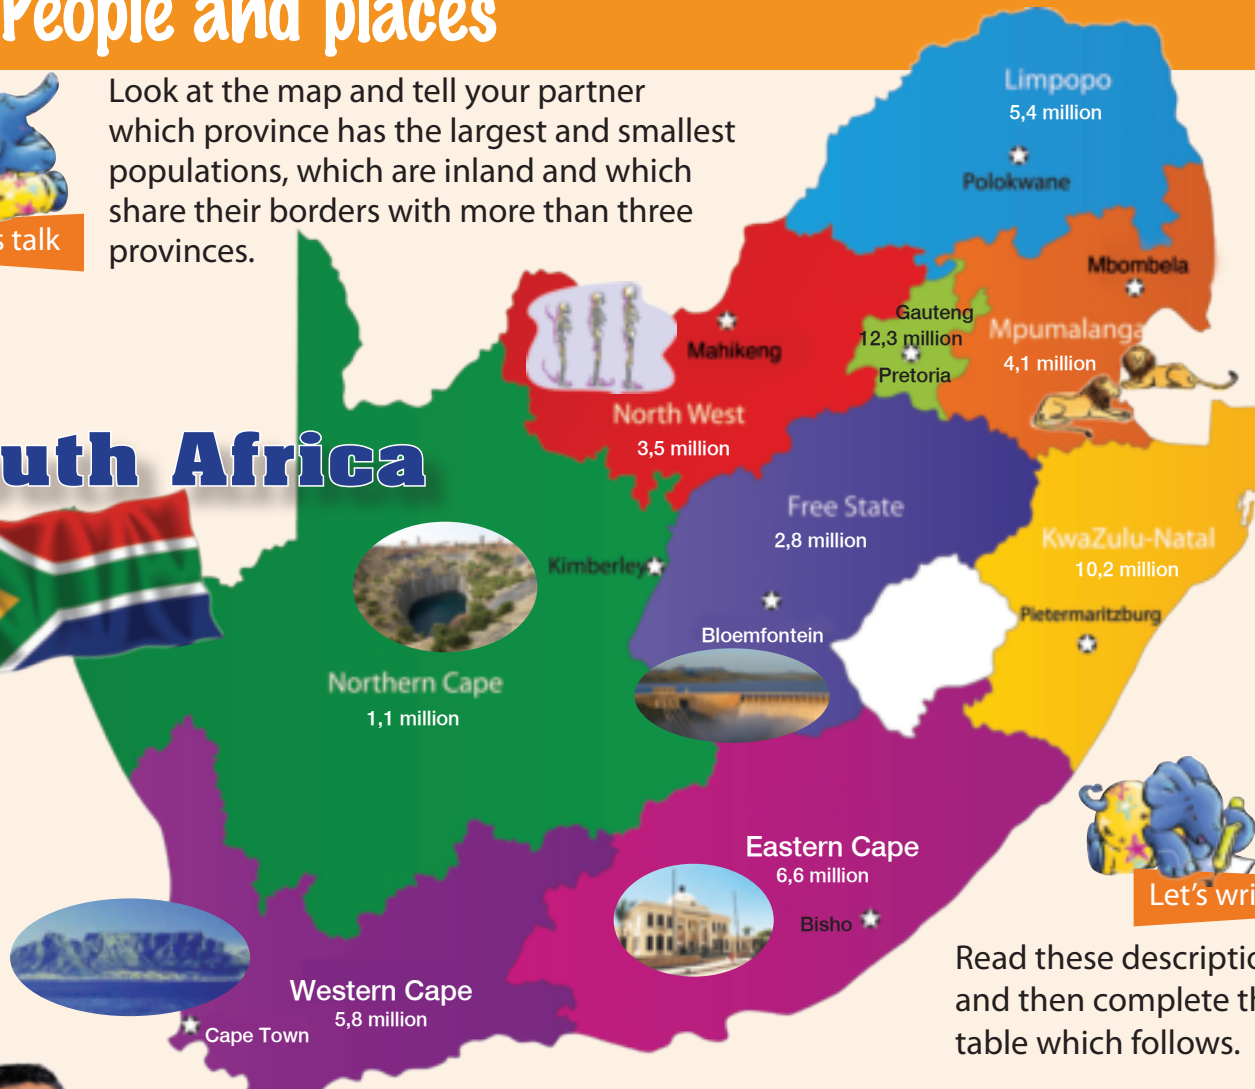 People and places
Look at the map and tell your partner
which province has the largest and smallest
populations, which are inland and which
share their borders with more than three
provinces.
s talk
uth Africa
Limpopo
5,4 million
Polokwane
Mbombela
Mpumalanga
4,1 million
Gauteng
12,3 million
Pretoria
Mahikeng
North West
3,5 million
Free State
2,8 million
Bloemfontein
KwaZulu-Natal
10,2 million
Pietermaritzburg
Kimberley
Northern Cape
1,1 million
Eastern Cape
6,6 million
Bisho
Western Cape
5,8 million
Cape Town
Let's wri
Read these descriptio
and then complete th
table which follows.